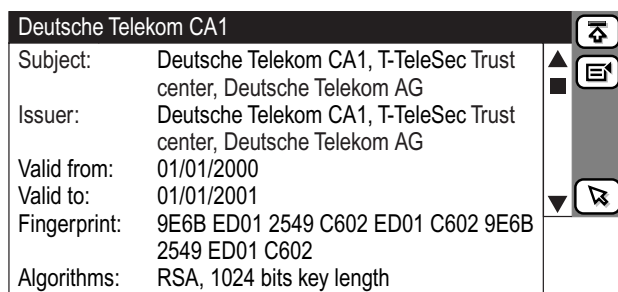 Deutsche Telekom CA1
Subject: Deutsche Telekom CA1, T-TeleSec Trust
center, Deutsche Telekom AG
Issuer: Deutsche Telekom CA1, T-TeleSec Trust
center, Deutsche Telekom AG
Valid from: 01/01/2000
Valid to: 01/01/2001
Fingerprint: 9E6B ED01 2549 C602 ED01 C602 9E6B
2549 ED01 C602
Algorithms: RSA, 1024 bits key length